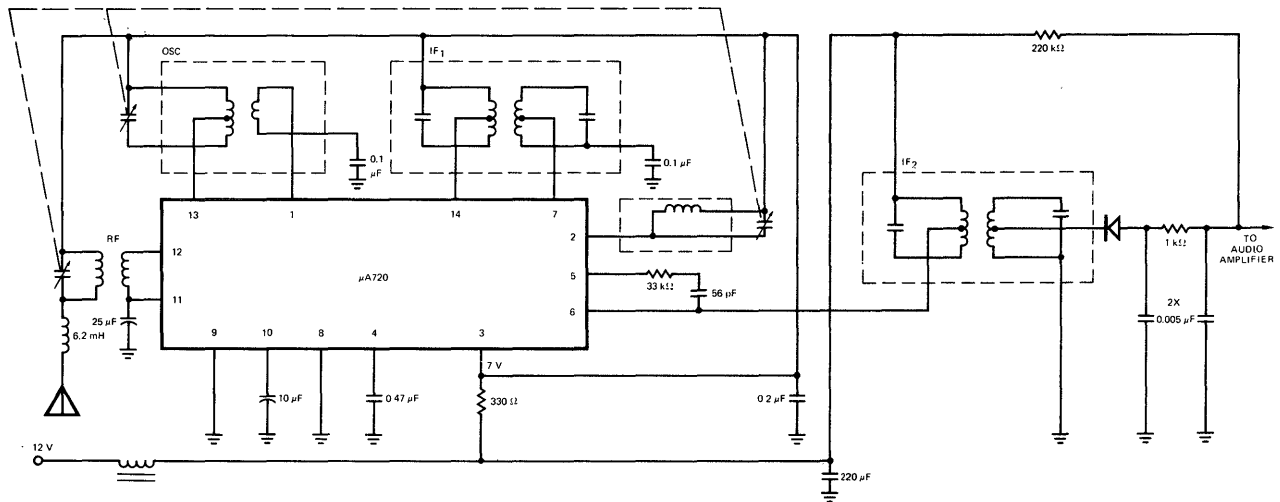 OSC
IF1
220 kΩ
0.1 µF
0.1 µF
IF2
13
1
14
7
RF
12
11
µA720
2
5
6
33 kΩ
56 pF
1 kΩ
TO AUDIO AMPLIFIER
25 µF
6.2 mH
9
10
8
4
3
7 V
2X
0.005 µF
10 µF
0 47 µF
330 Ω
0 2 µF
12 V
220 µF